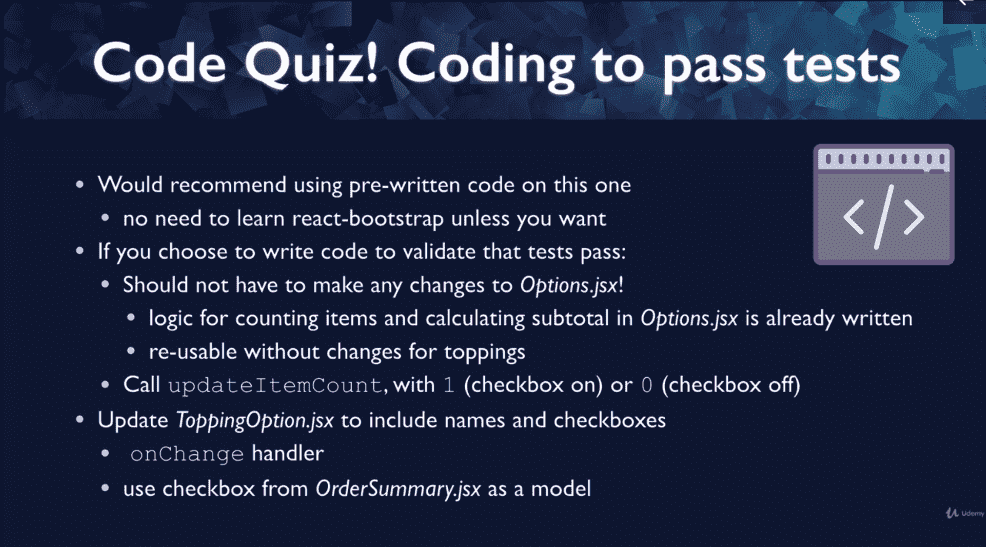 Code Quiz! Coding to pass tests
• Would recommend using pre-written code on this one
• no need to learn react-bootstrap unless you want
• If you choose to write code to validate that tests pass:
• Should not have to make any changes to Options.jsx!
• logic for counting items and calculating subtotal in Options.jsx is already written
• re-usable without changes for toppings
• Call updateItemCount, with 1 (checkbox on) or 0 (checkbox off)
• Update ToppingOption.jsx to include names and checkboxes
• onChange handler
• use checkbox from OrderSummary.jsx as a model
</>
Udemy